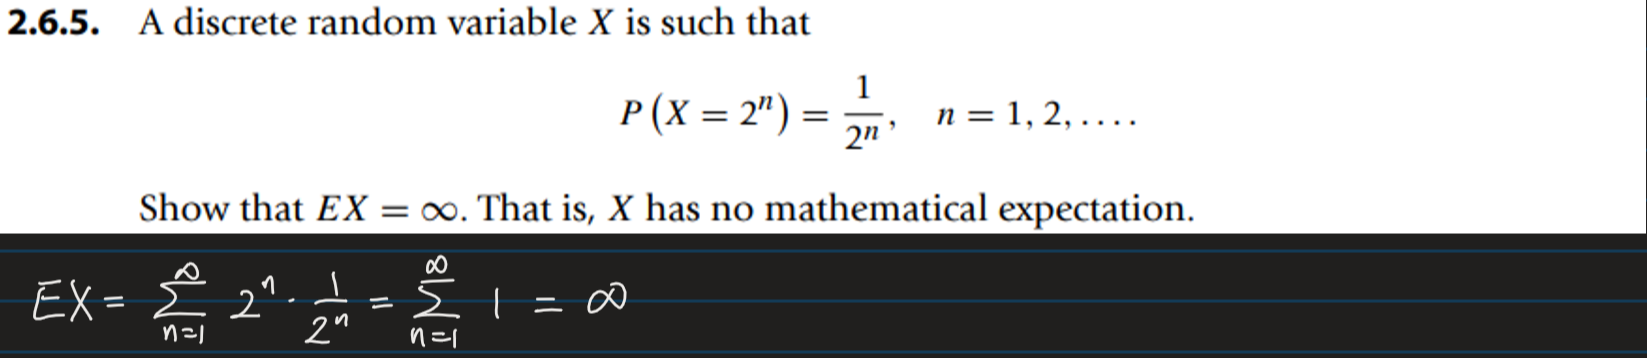 2.6.5. A discrete random variable X is such that
P(X = 2ⁿ) = 1/2ⁿ, n = 1, 2, . . . .
Show that EX = ∞. That is, X has no mathematical expectation.
EX = ∑_{n=1}^{∞} 2ⁿ · 1/2ⁿ = ∑_{n=1}^{∞} 1 = ∞